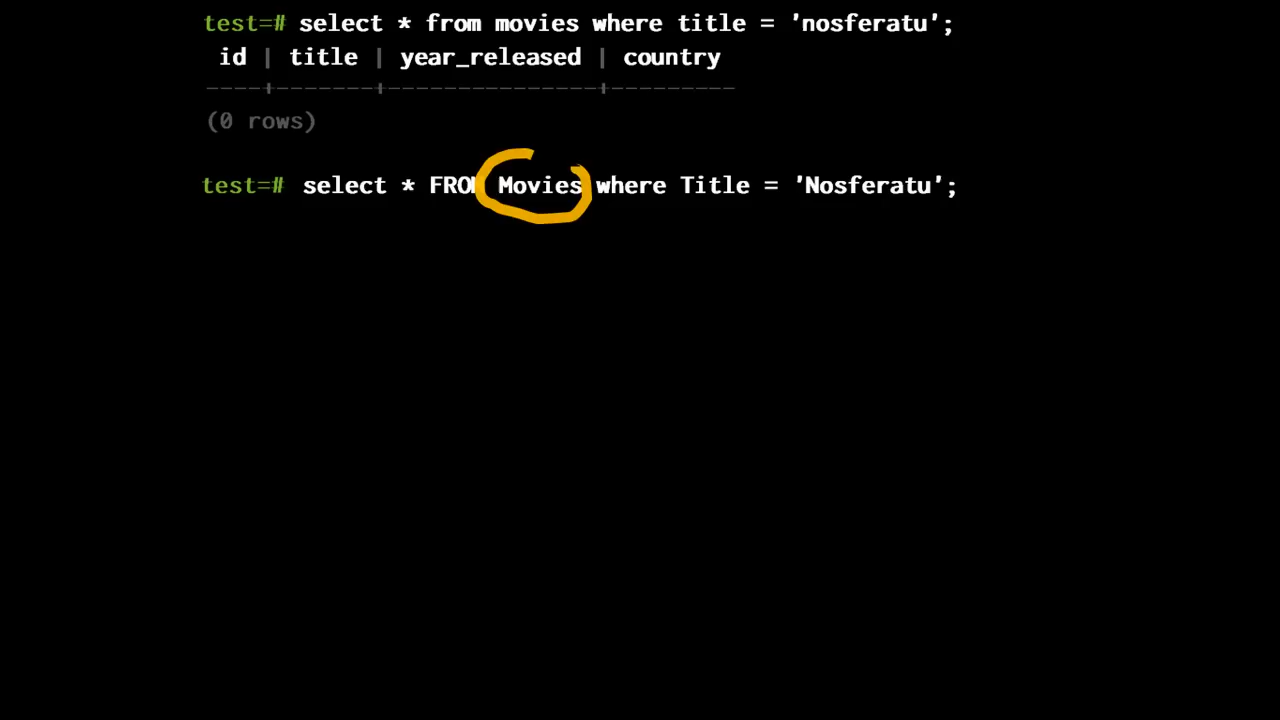 test=# select * from movies where title = 'nosferatu';
id | title | year_released | country
----+-------+---------------+---------
(0 rows)
test=# select * FROM Movies where Title = 'Nosferatu';